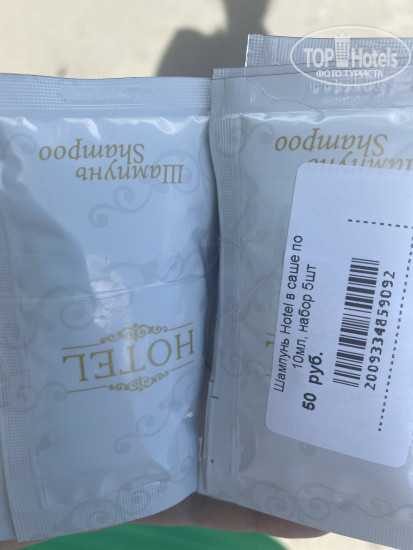 TOP Hotels
ФОТО ТУРИСТА
Шампунь
Shampoo
HOTEL
Шампунь
Shampoo
Шампунь Hotel в саше по
10мл, набор 5шт
50 руб.
2009334859092